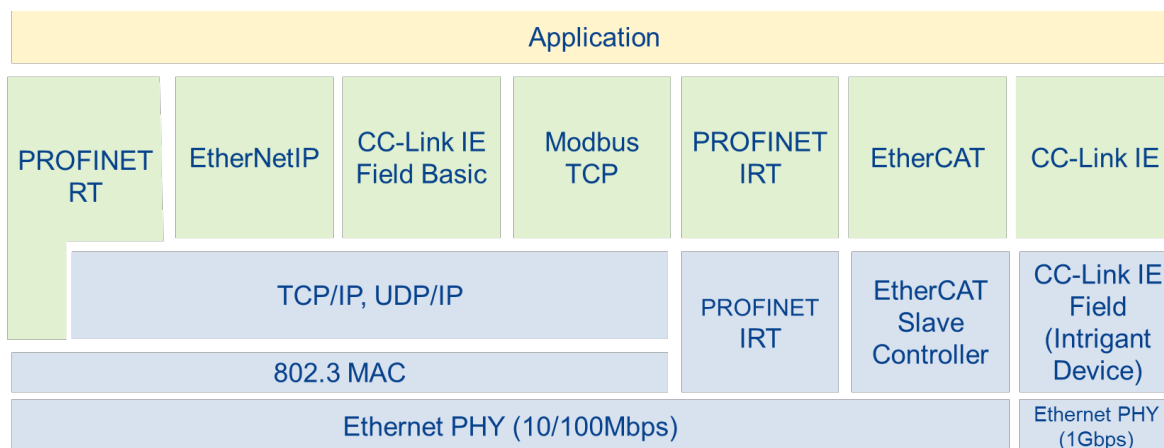 Application
PROFINET
RT
EtherNetIP
CC-Link IE
Field Basic
Modbus
TCP
PROFINET
IRT
EtherCAT
CC-Link IE
TCP/IP, UDP/IP
PROFINET
IRT
EtherCAT
Slave
Controller
CC-Link IE
Field
(Intrigant
Device)
802.3 MAC
Ethernet PHY (10/100Mbps)
Ethernet PHY
(1Gbps)